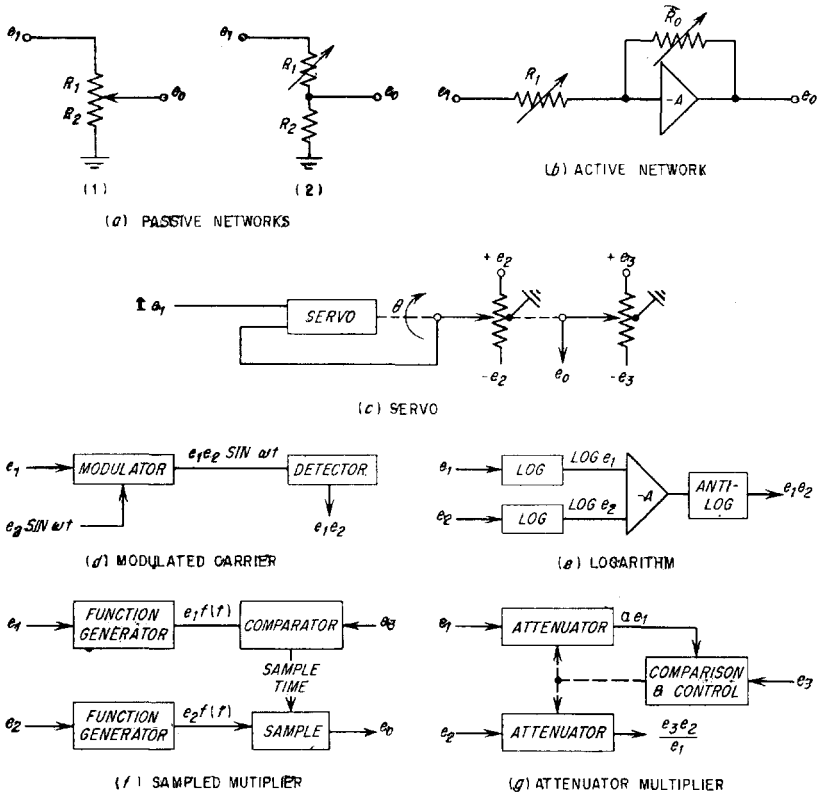 e₁
R₁
R₂
e₀
(1)
e₁
R₁
R₂
e₀
(2)
(a) PASSIVE NETWORKS
e₁
R₁
R₀
-A
e₀
(b) ACTIVE NETWORK
± e₁
SERVO
θ
+ e₂
- e₂
e₀
+ e₃
- e₃
(c) SERVO
e₁
MODULATOR
e₁e₂ SIN ωt
DETECTOR
e₂ SIN ωt
e₁e₂
(d) MODULATED CARRIER
e₁
LOG
LOG e₁
e₂
LOG
LOG e₂
-A
ANTI-
LOG
e₁e₂
(e) LOGARITHM
e₁
FUNCTION
GENERATOR
e₁f(t)
COMPARATOR
e₃
SAMPLE
TIME
e₂
FUNCTION
GENERATOR
e₂f(t)
SAMPLE
e₀
(f) SAMPLED MUTIPLIER
e₁
ATTENUATOR
ae₁
COMPARISON
& CONTROL
e₃
e₂
ATTENUATOR
e₃e₂
e₁
(g) ATTENUATOR MULTIPLIER